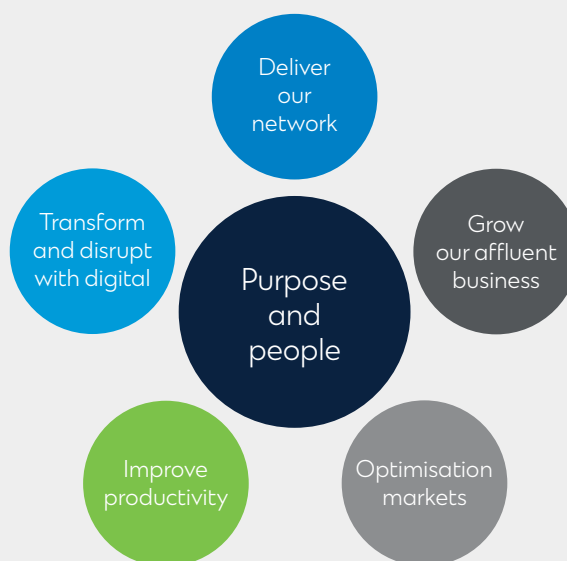 Deliver
our
network
Transform
and disrupt
with digital
Grow
our affluent
business
Purpose
and
people
Improve
productivity
Optimisation
markets